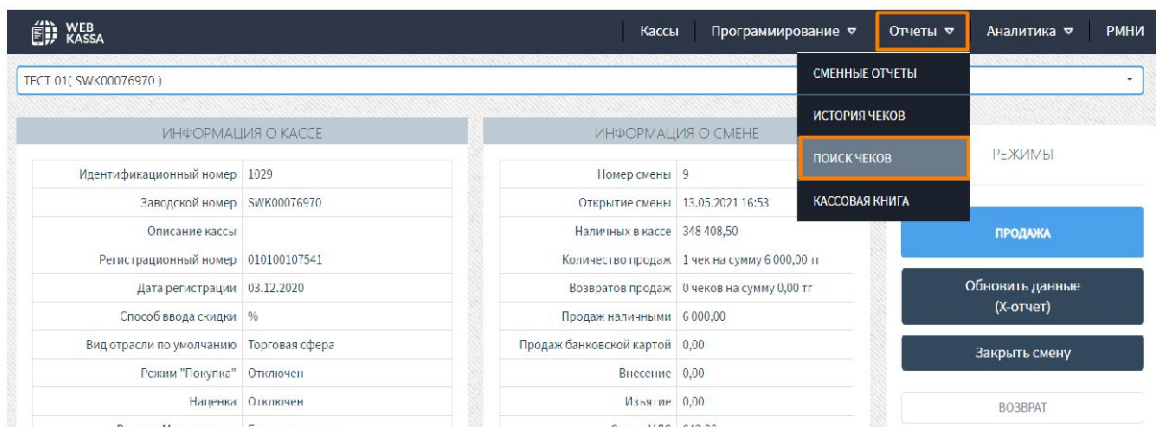 WEB KASSA
Кассы Программирование Отчеты Аналитика РМНИ
ТЕСТ 01( SWK00076970 )
СМЕННЫЕ ОТЧЕТЫ
ИСТОРИЯ ЧЕКОВ
ПОИСК ЧЕКОВ
КАССОВАЯ КНИГА
ИНФОРМАЦИЯ О КАССЕ
Идентификационный номер 1029
Заводской номер SWK00076970
Описание кассы
Регистрационный номер 010100107541
Дата регистрации 03.12.2020
Способ ввода скидки %
Вид отрасли по умолчанию Торговая сфера
Режим "Покупка" Отключен
Наценка Отключен
ИНФОРМАЦИЯ О СМЕНЕ
Номер смены 9
Открытие смены 13.05.2021 16:53
Наличных в кассе 348 408,50
Количество продаж 1 чек на сумму 6 000,00 тг
Возвратов продаж 0 чеков на сумму 0,00 тг
Продаж наличными 6 000,00
Продаж банковской картой 0,00
Внесение 0,00
Изъятие 0,00
РЕЖИМЫ
ПРОДАЖА
Обновить данные
(X-отчет)
Закрыть смену
ВОЗВРАТ